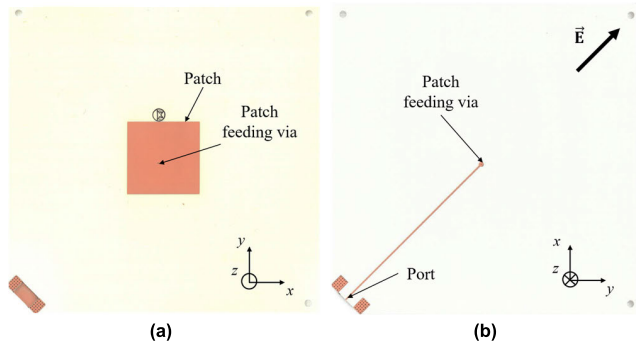 Patch
Patch
feeding via
y
z
x
(a)
E
Patch
feeding via
Port
x
z
y
(b)